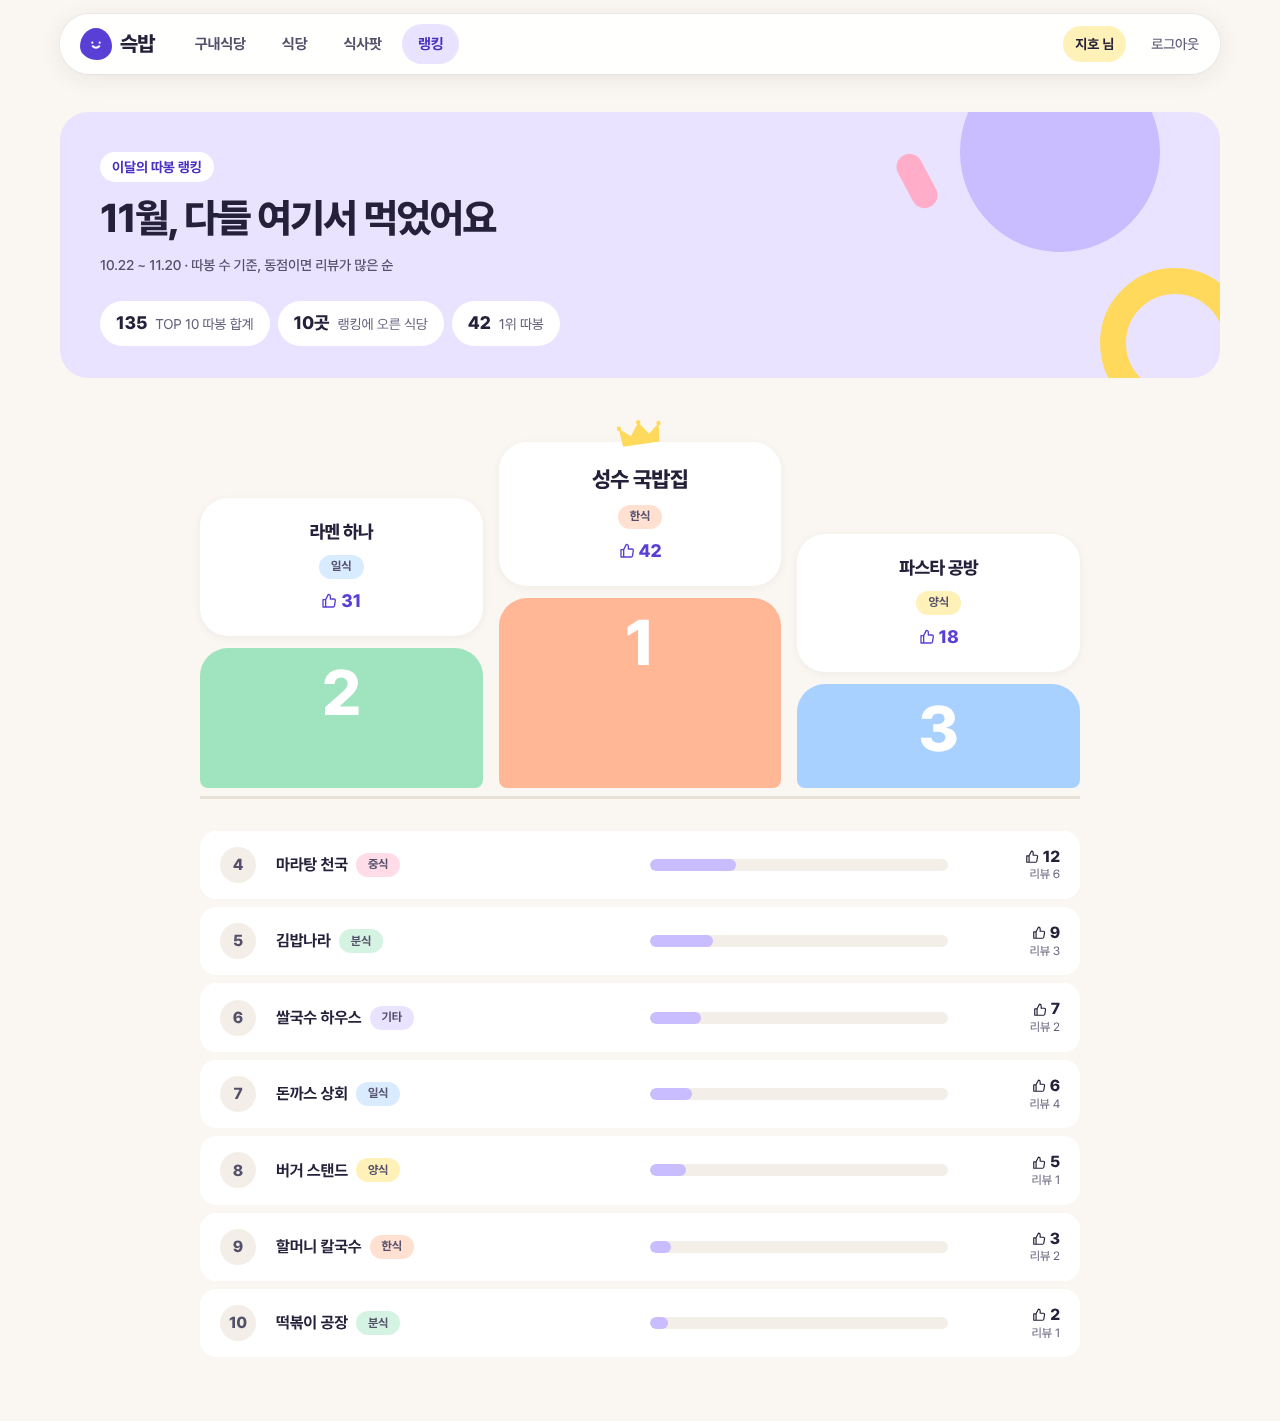 슥밥
구내식당
식당
식사팟
랭킹
지호 님
로그아웃
이달의 따봉 랭킹
11월, 다들 여기서 먹었어요
10.22 ~ 11.20 · 따봉 수 기준, 동점이면 리뷰가 많은 순
135 TOP 10 따봉 합계
10곳 랭킹에 오른 식당
42 1위 따봉
성수 국밥집
한식
42
1
라멘 하나
일식
31
2
파스타 공방
양식
18
3
4 마라탕 천국 중식 12
리뷰 6
5 김밥나라 분식 9
리뷰 3
6 쌀국수 하우스 기타 7
리뷰 2
7 돈까스 상회 일식 6
리뷰 4
8 버거 스탠드 양식 5
리뷰 1
9 할머니 칼국수 한식 3
리뷰 2
10 떡볶이 공장 분식 2
리뷰 1